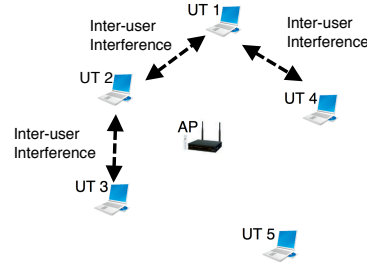 UT 1
Inter-user
Interference
Inter-user
Interference
UT 2
UT 4
AP
Inter-user
Interference
UT 3
UT 5